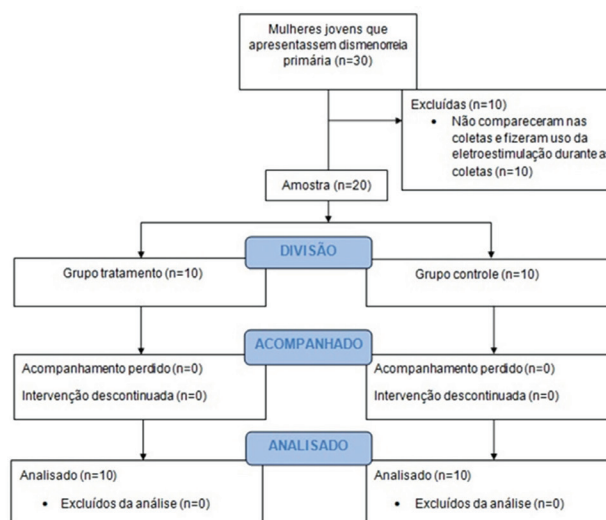 Mulheres jovens que
apresentassem dismenorreia
primária (n=30)
Excluídas (n=10)
• Não compareceram nas
coletas e fizeram uso da
eletroestimulação durante as
coletas (n=10)
Amostra (n=20)
DIVISÃO
Grupo tratamento (n=10)
Grupo controle (n=10)
ACOMPANHADO
Acompanhamento perdido (n=0)
Intervenção descontinuada (n=0)
Acompanhamento perdido (n=0)
Intervenção descontinuada (n=0)
ANALISADO
Analisado (n=10)
• Excluídos da análise (n=0)
Analisado (n=10)
• Excluídos da análise (n=0)